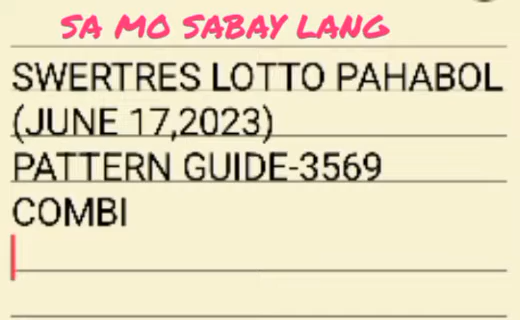 SA MO SABAY LANG
SWERTRES LOTTO PAHABOL
(JUNE 17,2023)
PATTERN GUIDE-3569
COMBI